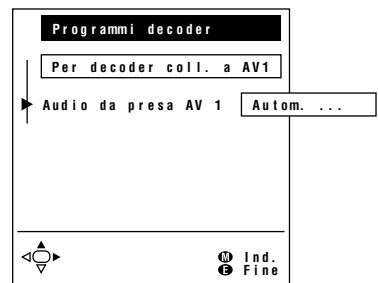 Programmi decoder
Per decoder coll. a AV1
Audio da presa AV 1 Autom. ...
M Ind.
E Fine